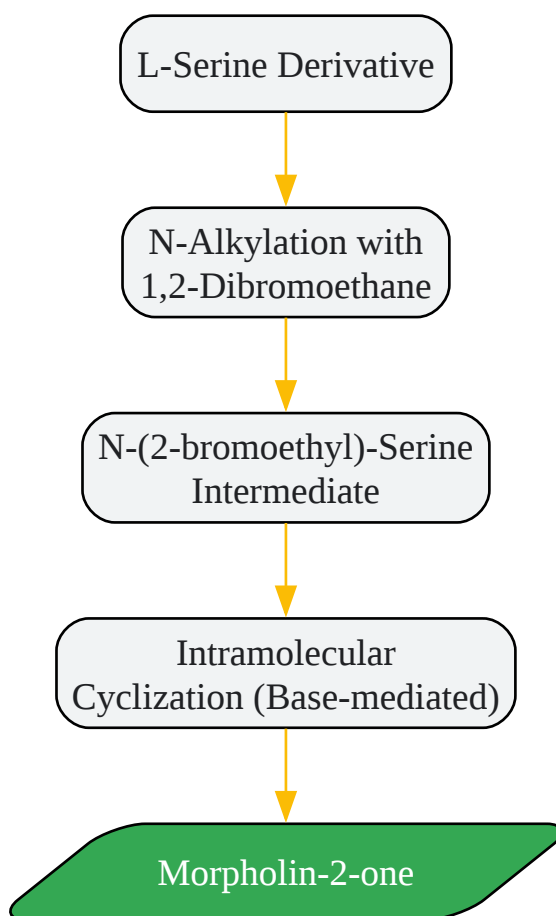 L-Serine Derivative
N-Alkylation with
1,2-Dibromoethane
N-(2-bromoethyl)-Serine
Intermediate
Intramolecular
Cyclization (Base-mediated)
Morpholin-2-one